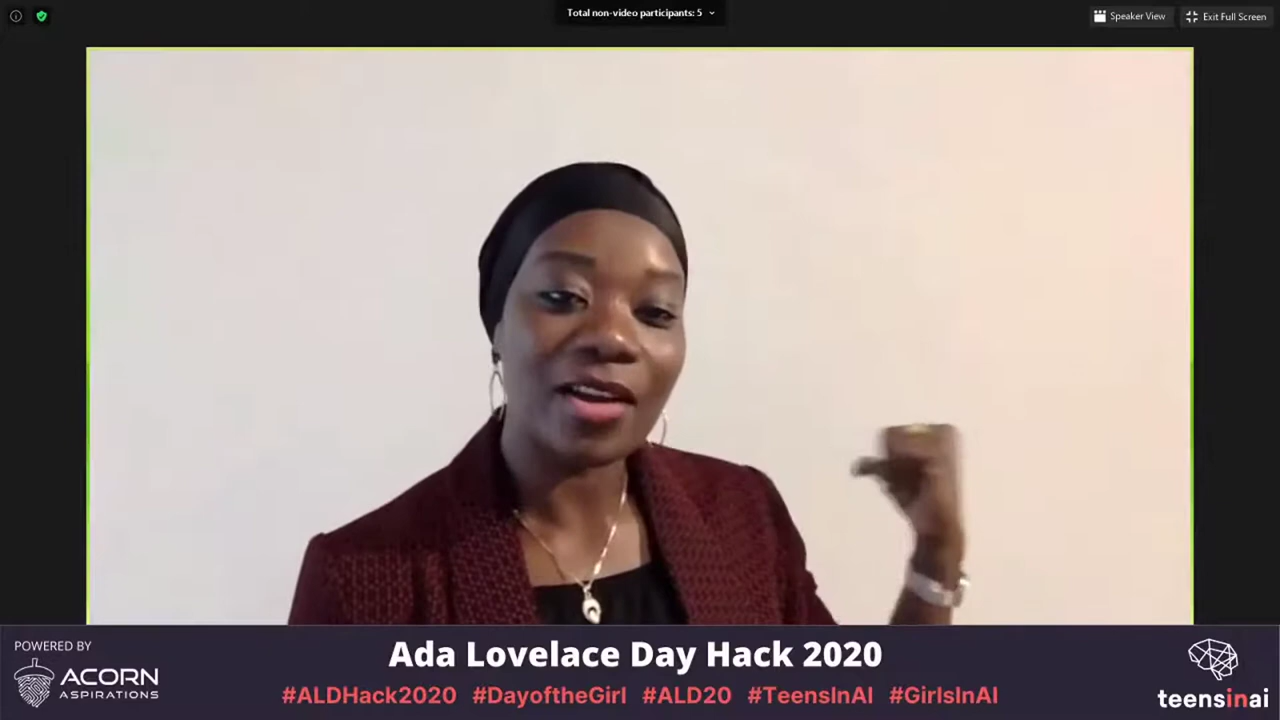 Total non-video participants: 5
Speaker View
Exit Full Screen
POWERED BY
ACORN
ASPIRATIONS
Ada Lovelace Day Hack 2020
#ALDHack2020 #DayoftheGirl #ALD20 #TeensInAI #GirlsInAI
teensinai